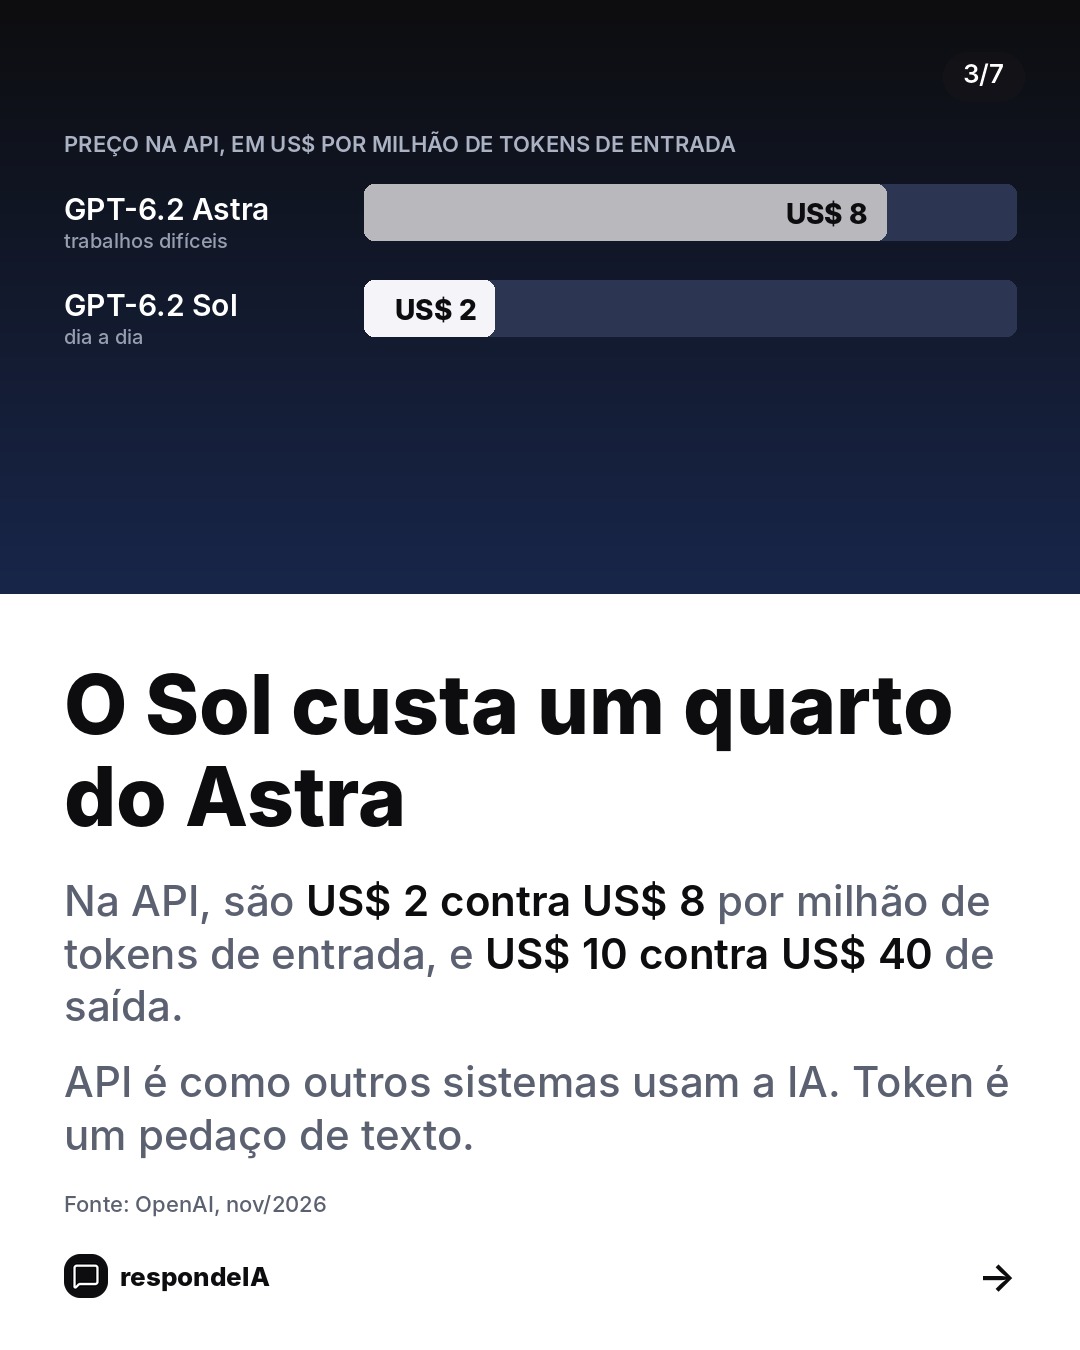 3/7
PREÇO NA API, EM US$ POR MILHÃO DE TOKENS DE ENTRADA
GPT-6.2 Astra
trabalhos difíceis
US$ 8
GPT-6.2 Sol
dia a dia
US$ 2
O Sol custa um quarto
do Astra
Na API, são US$ 2 contra US$ 8 por milhão de
tokens de entrada, e US$ 10 contra US$ 40 de
saída.
API é como outros sistemas usam a IA. Token é
um pedaço de texto.
Fonte: OpenAI, nov/2026
respondeIA